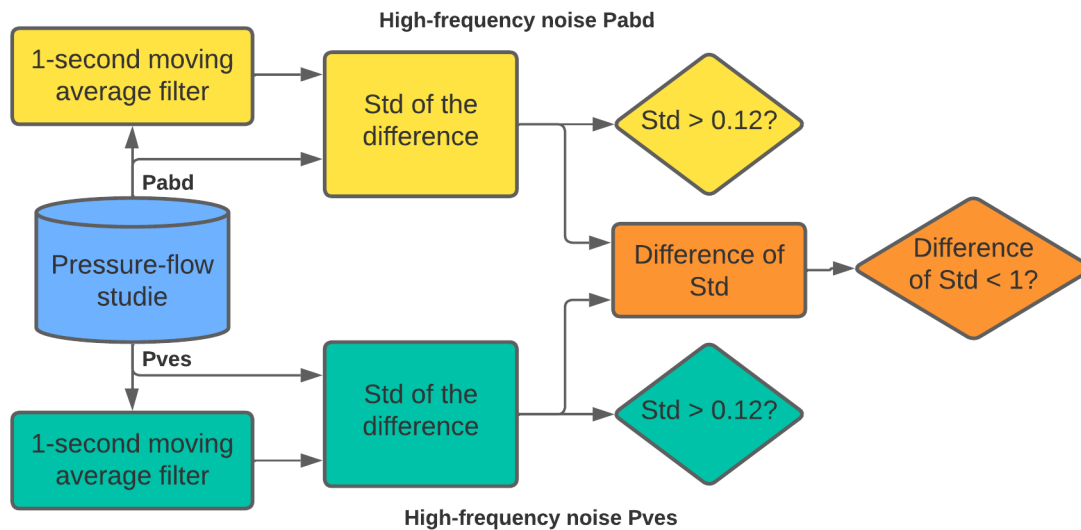 High-frequency noise Pabd
1-second moving
average filter
Std of the
difference
Std > 0.12?
Pabd
Pressure-flow
studie
Difference of
Std
Difference
of Std < 1?
Pves
1-second moving
average filter
Std of the
difference
Std > 0.12?
High-frequency noise Pves